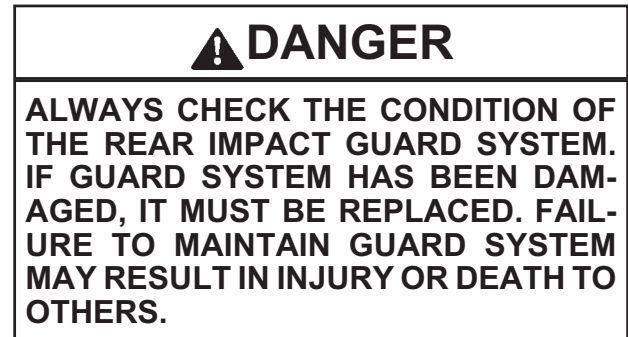 DANGER
ALWAYS CHECK THE CONDITION OF
THE REAR IMPACT GUARD SYSTEM.
IF GUARD SYSTEM HAS BEEN DAM-
AGED, IT MUST BE REPLACED. FAIL-
URE TO MAINTAIN GUARD SYSTEM
MAY RESULT IN INJURY OR DEATH TO
OTHERS.